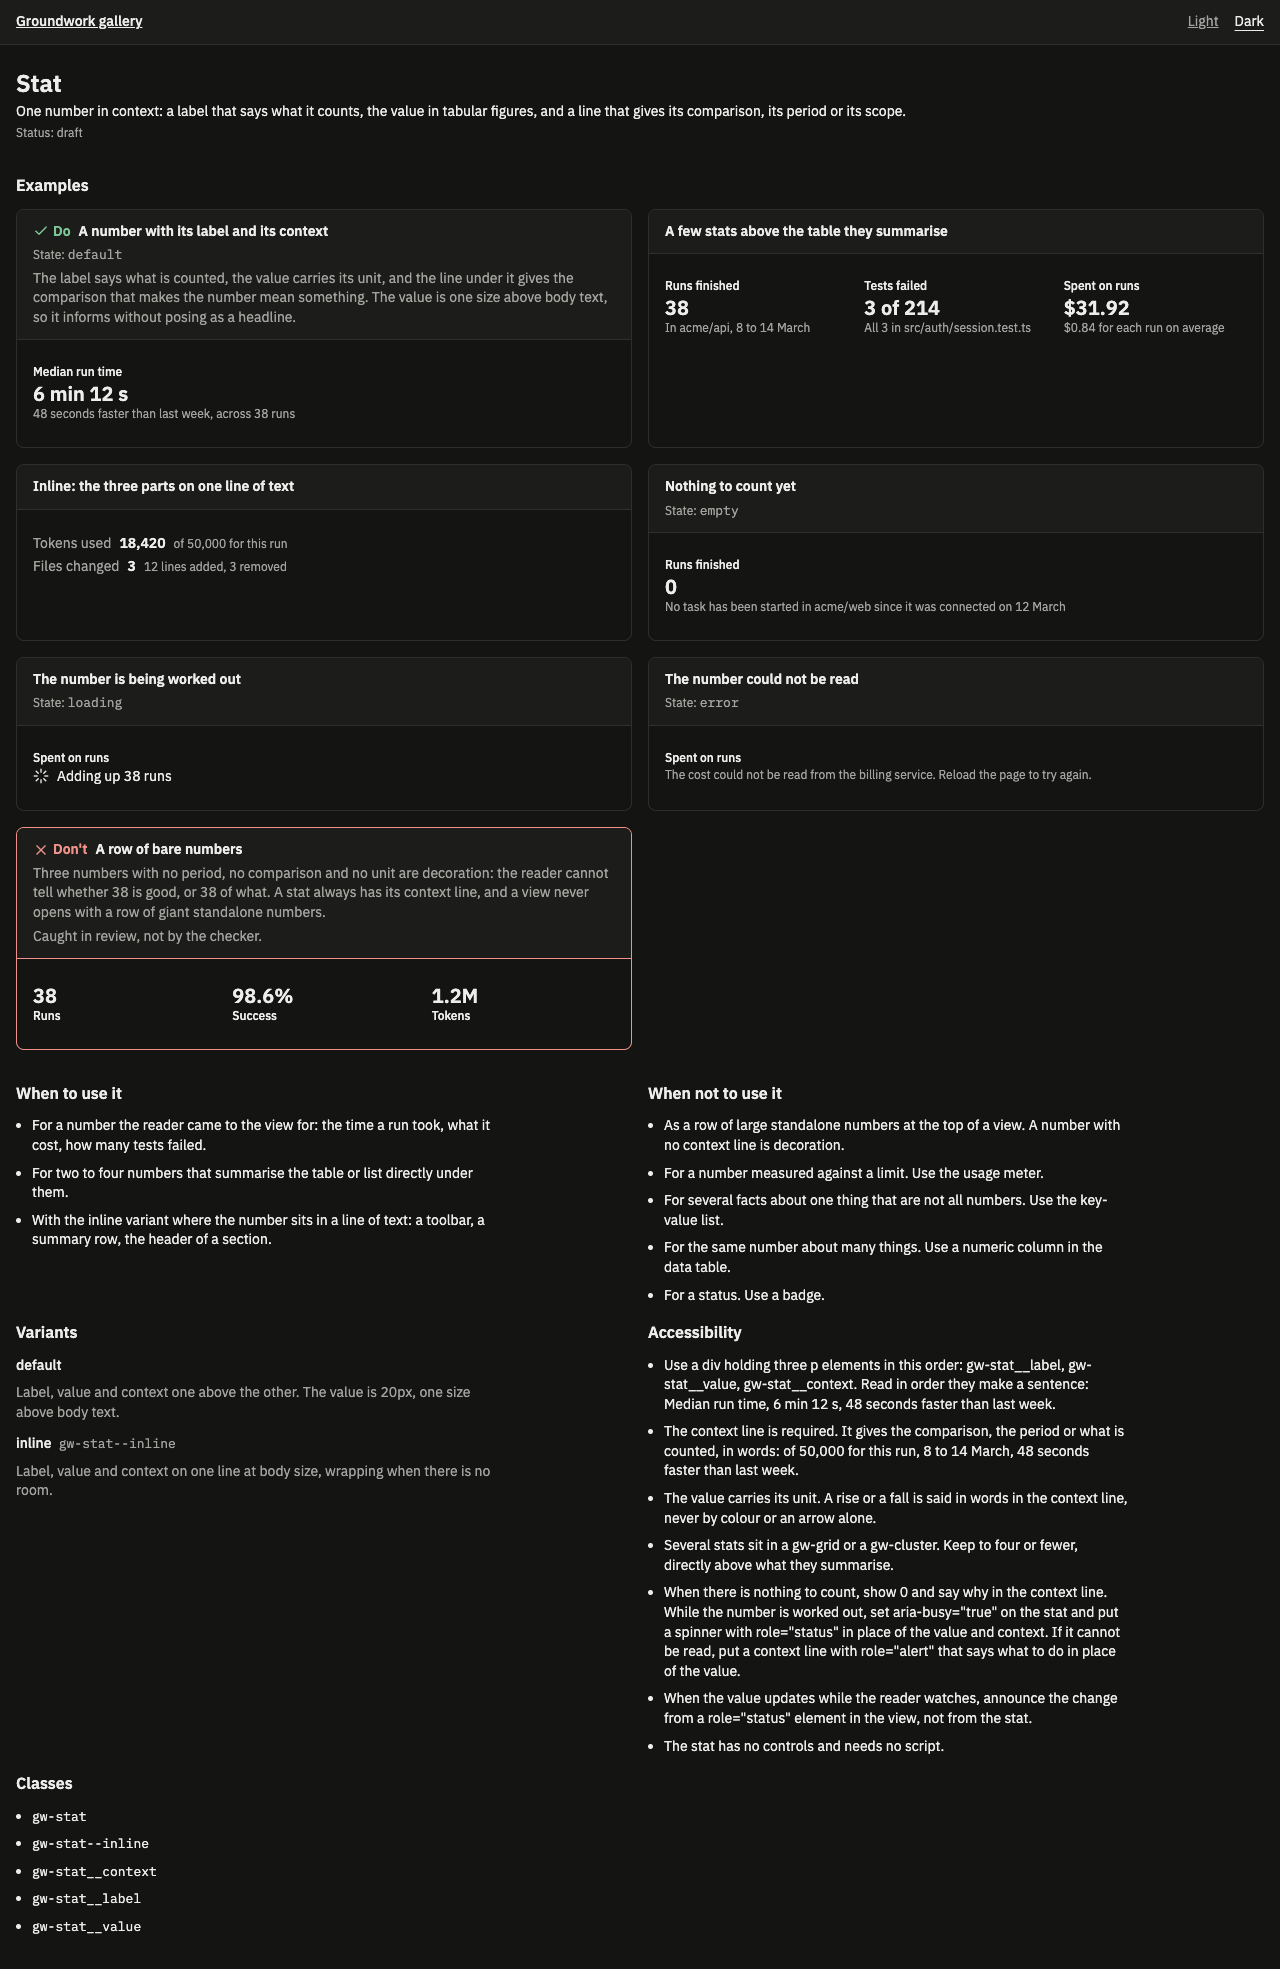 Groundwork gallery
Light Dark
Stat
One number in context: a label that says what it counts, the value in tabular figures, and a line that gives its comparison, its period or its scope.
Status: draft
Examples
Do A number with its label and its context
State: default
The label says what is counted, the value carries its unit, and the line under it gives the
comparison that makes the number mean something. The value is one size above body text,
so it informs without posing as a headline.
Median run time
6 min 12 s
48 seconds faster than last week, across 38 runs
A few stats above the table they summarise
Runs finished
38
In acme/api, 8 to 14 March
Tests failed
3 of 214
All 3 in src/auth/session.test.ts
Spent on runs
$31.92
$0.84 for each run on average
Inline: the three parts on one line of text
Tokens used 18,420 of 50,000 for this run
Files changed 3 12 lines added, 3 removed
Nothing to count yet
State: empty
Runs finished
0
No task has been started in acme/web since it was connected on 12 March
The number is being worked out
State: loading
Spent on runs
Adding up 38 runs
The number could not be read
State: error
Spent on runs
The cost could not be read from the billing service. Reload the page to try again.
Don't A row of bare numbers
Three numbers with no period, no comparison and no unit are decoration: the reader cannot
tell whether 38 is good, or 38 of what. A stat always has its context line, and a view never
opens with a row of giant standalone numbers.
Caught in review, not by the checker.
38
Runs
98.6%
Success
1.2M
Tokens
When to use it
• For a number the reader came to the view for: the time a run took, what it
cost, how many tests failed.
• For two to four numbers that summarise the table or list directly under
them.
• With the inline variant where the number sits in a line of text: a toolbar, a
summary row, the header of a section.
When not to use it
• As a row of large standalone numbers at the top of a view. A number with
no context line is decoration.
• For a number measured against a limit. Use the usage meter.
• For several facts about one thing that are not all numbers. Use the key-
value list.
• For the same number about many things. Use a numeric column in the
data table.
• For a status. Use a badge.
Variants
default
Label, value and context one above the other. The value is 20px, one size
above body text.
inline gw-stat--inline
Label, value and context on one line at body size, wrapping when there is no
room.
Accessibility
• Use a div holding three p elements in this order: gw-stat__label, gw-
stat__value, gw-stat__context. Read in order they make a sentence:
Median run time, 6 min 12 s, 48 seconds faster than last week.
• The context line is required. It gives the comparison, the period or what is
counted, in words: of 50,000 for this run, 8 to 14 March, 48 seconds
faster than last week.
• The value carries its unit. A rise or a fall is said in words in the context line,
never by colour or an arrow alone.
• Several stats sit in a gw-grid or a gw-cluster. Keep to four or fewer,
directly above what they summarise.
• When there is nothing to count, show 0 and say why in the context line.
While the number is worked out, set aria-busy="true" on the stat and put
a spinner with role="status" in place of the value and context. If it cannot
be read, put a context line with role="alert" that says what to do in place
of the value.
• When the value updates while the reader watches, announce the change
from a role="status" element in the view, not from the stat.
• The stat has no controls and needs no script.
Classes
• gw-stat
• gw-stat--inline
• gw-stat__context
• gw-stat__label
• gw-stat__value